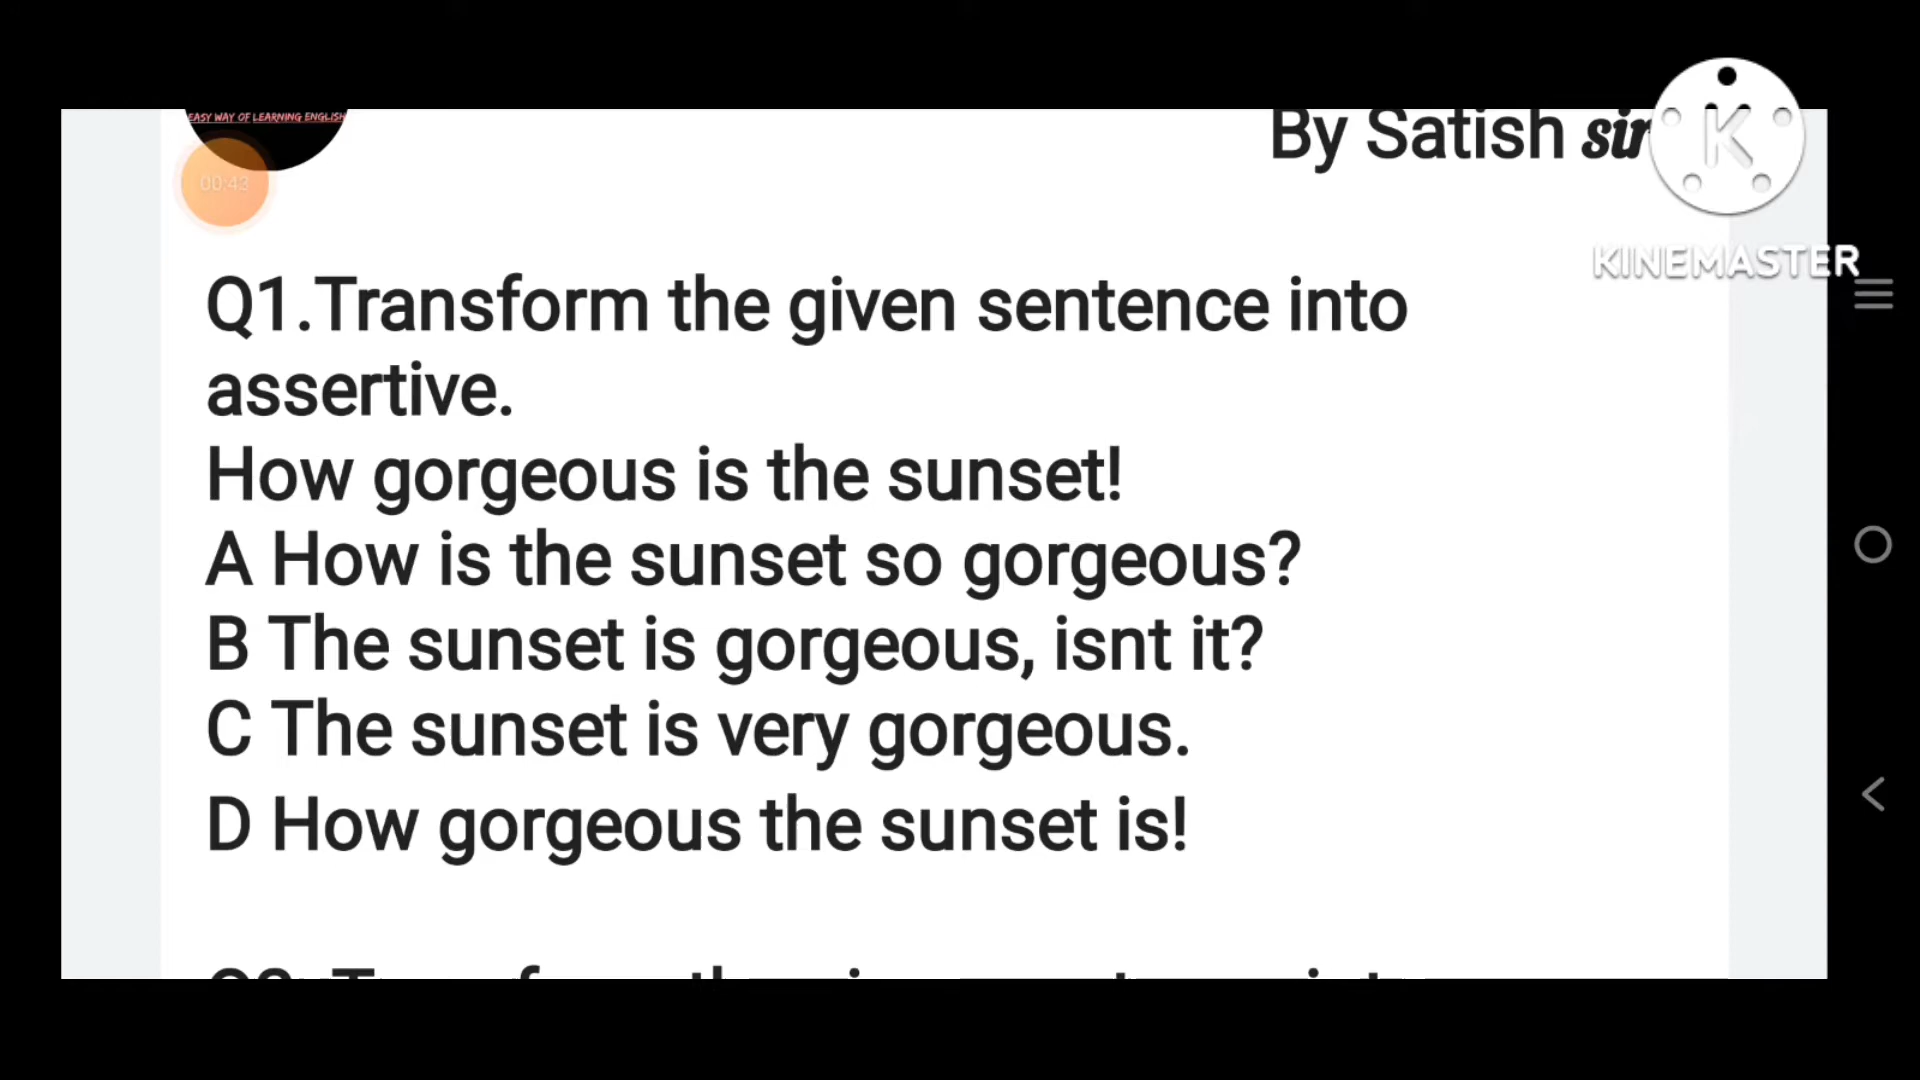 EASY WAY OF LEARNING ENGLISH
By Satish sir
K
00:43
KINEMASTER
Q1.Transform the given sentence into
assertive.
How gorgeous is the sunset!
A How is the sunset so gorgeous?
B The sunset is gorgeous, isnt it?
C The sunset is very gorgeous.
D How gorgeous the sunset is!